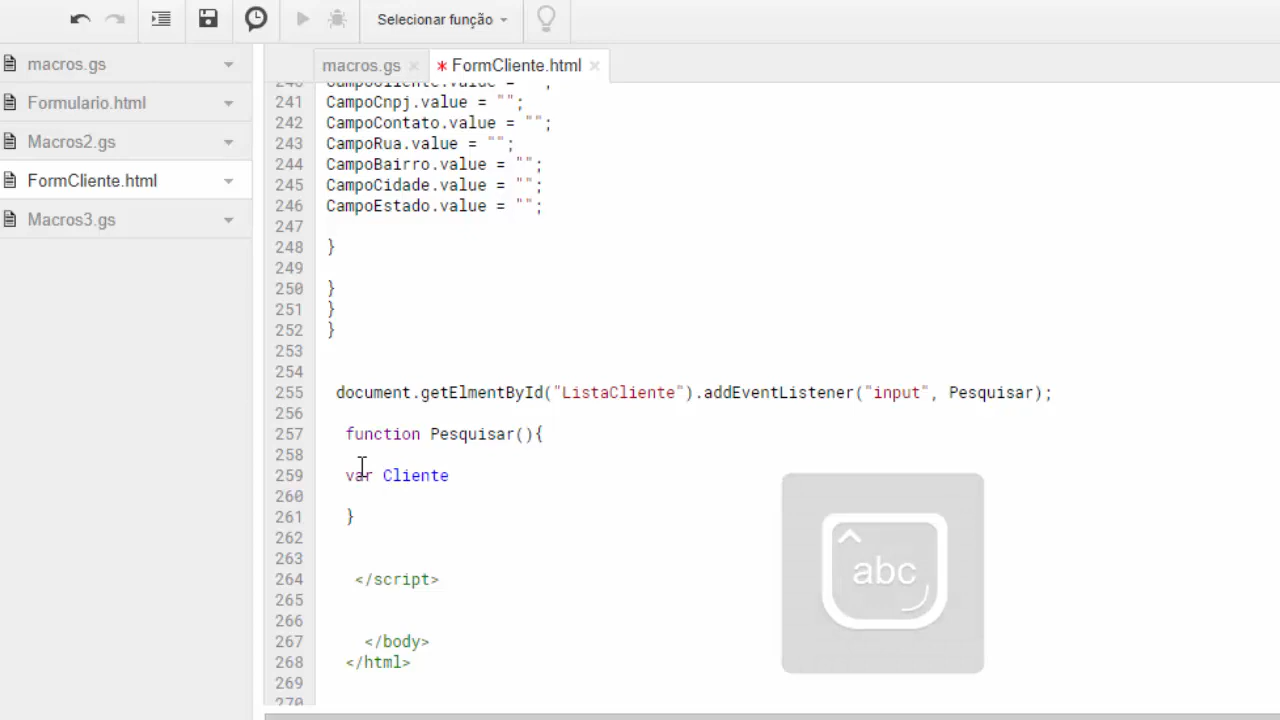 Selecionar função
macros.gs
Formulario.html
Macros2.gs
FormCliente.html
Macros3.gs
macros.gs × * FormCliente.html ×
241 CampoCnpj.value = "";
242 CampoContato.value = "";
243 CampoRua.value = "";
244 CampoBairro.value = "";
245 CampoCidade.value = "";
246 CampoEstado.value = "";
247
248 }
249
250 }
251 }
252 }
253
254
255 document.getElmentById("ListaCliente").addEventListener("input", Pesquisar);
256
257 function Pesquisar(){
258
259 var Cliente
260
261 }
262
263
264 </script>
265
266
267 </body>
268 </html>
269
abc